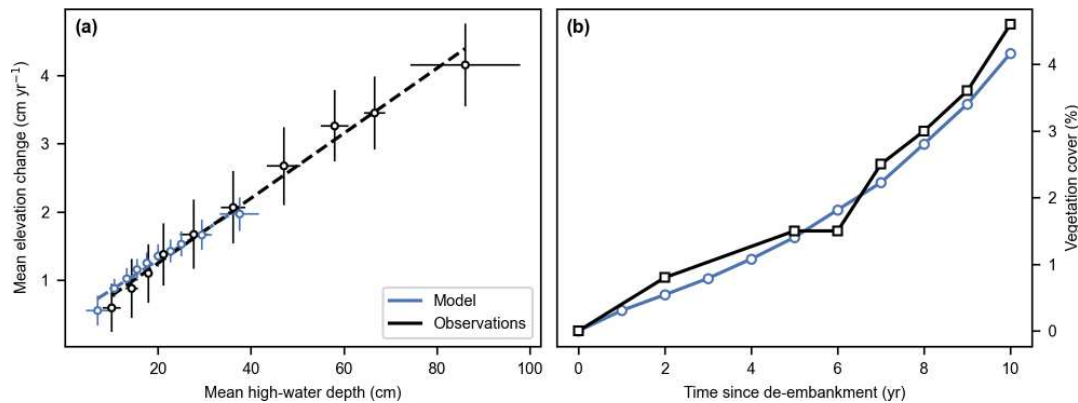 (a)
Mean elevation change (cm yr⁻¹)
4
3
2
1
20
40
60
80
100
Mean high-water depth (cm)
Model
Observations
(b)
0
2
4
6
8
10
Time since de-embankment (yr)
4
3
2
1
0
Vegetation cover (%)